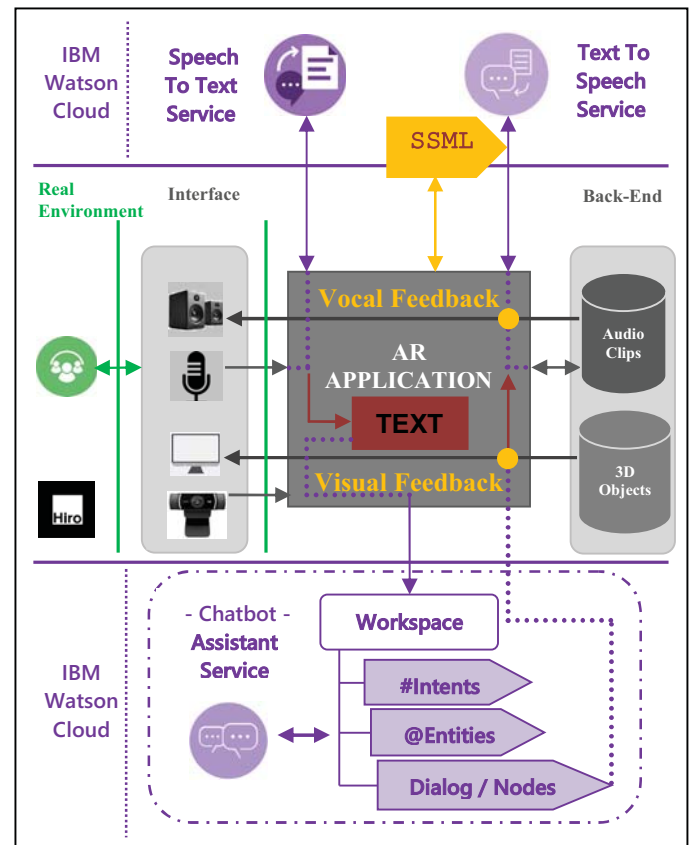 IBM
Watson
Cloud
Speech
To Text
Service
Text To
Speech
Service
SSML
Real
Environment
Interface
Back-End
Vocal Feedback
AR
APPLICATION
TEXT
Visual Feedback
Audio
Clips
3D
Objects
Hiro
IBM
Watson
Cloud
- Chatbot -
Assistant
Service
Workspace
#Intents
@Entities
Dialog / Nodes